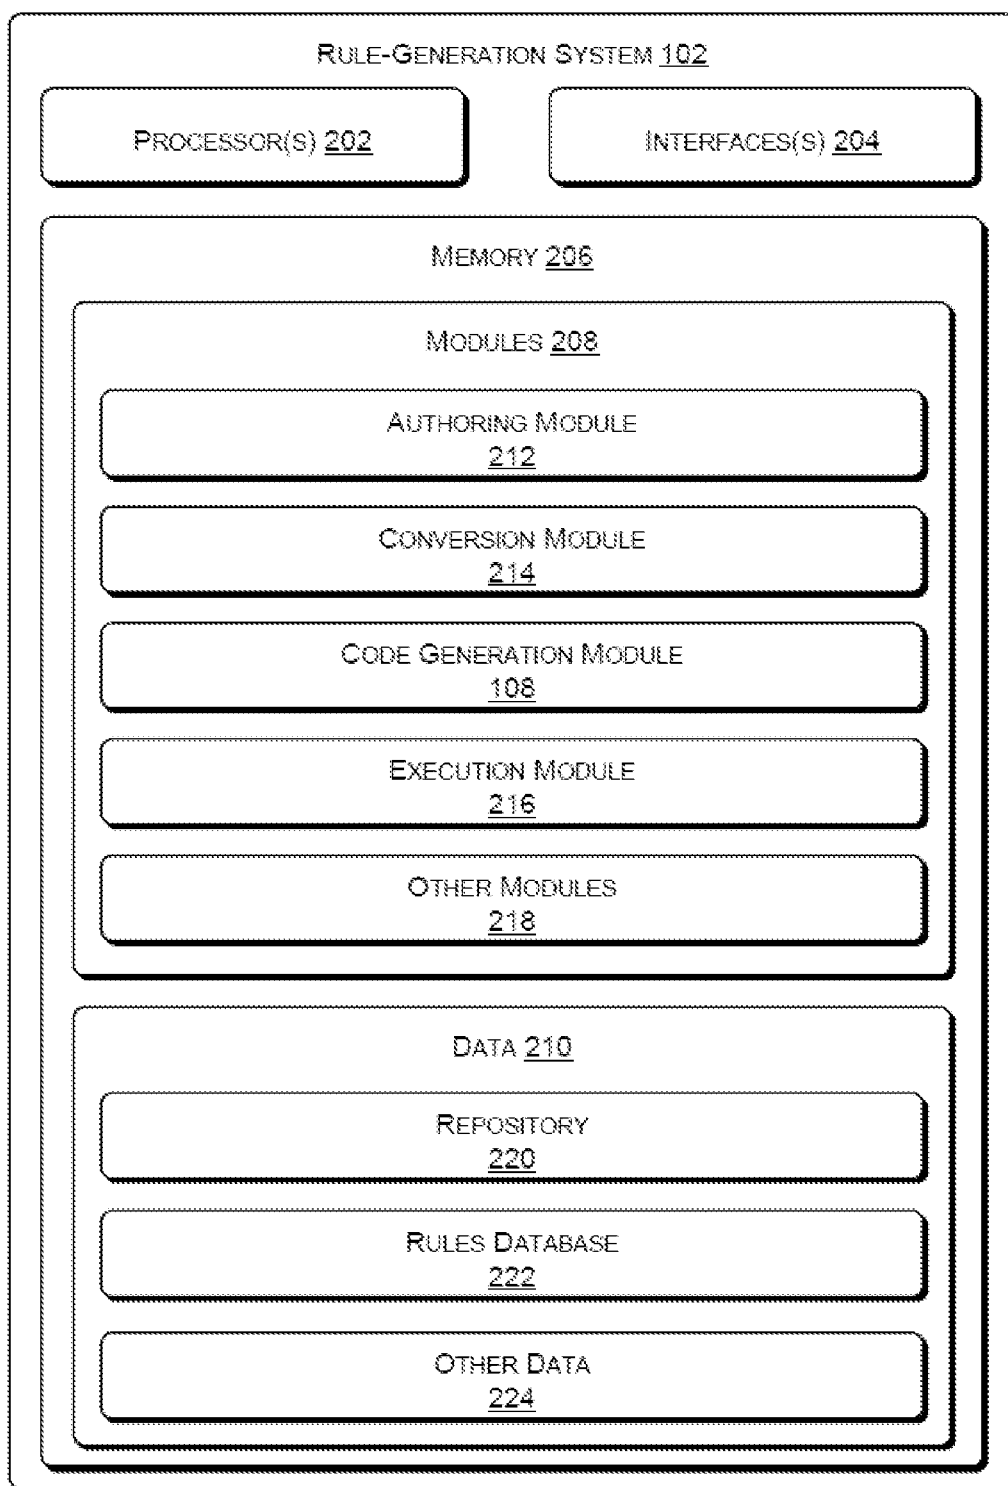 RULE-GENERATION SYSTEM 102
PROCESSOR(S) 202
INTERFACES(S) 204
MEMORY 206
MODULES 208
AUTHORING MODULE
212
CONVERSION MODULE
214
CODE GENERATION MODULE
108
EXECUTION MODULE
216
OTHER MODULES
218
DATA 210
REPOSITORY
220
RULES DATABASE
222
OTHER DATA
224